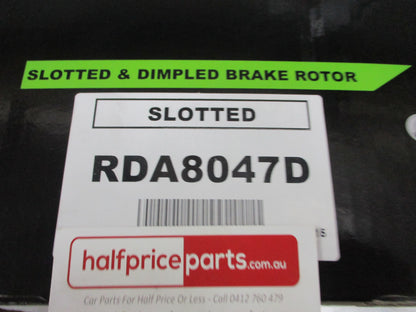 SLOTTED & DIMPLED BRAKE ROTOR
SLOTTED
RDA8047D
15
halfpriceparts.com.au
Car Parts For Half Price Or Less - Call 0412 760 479